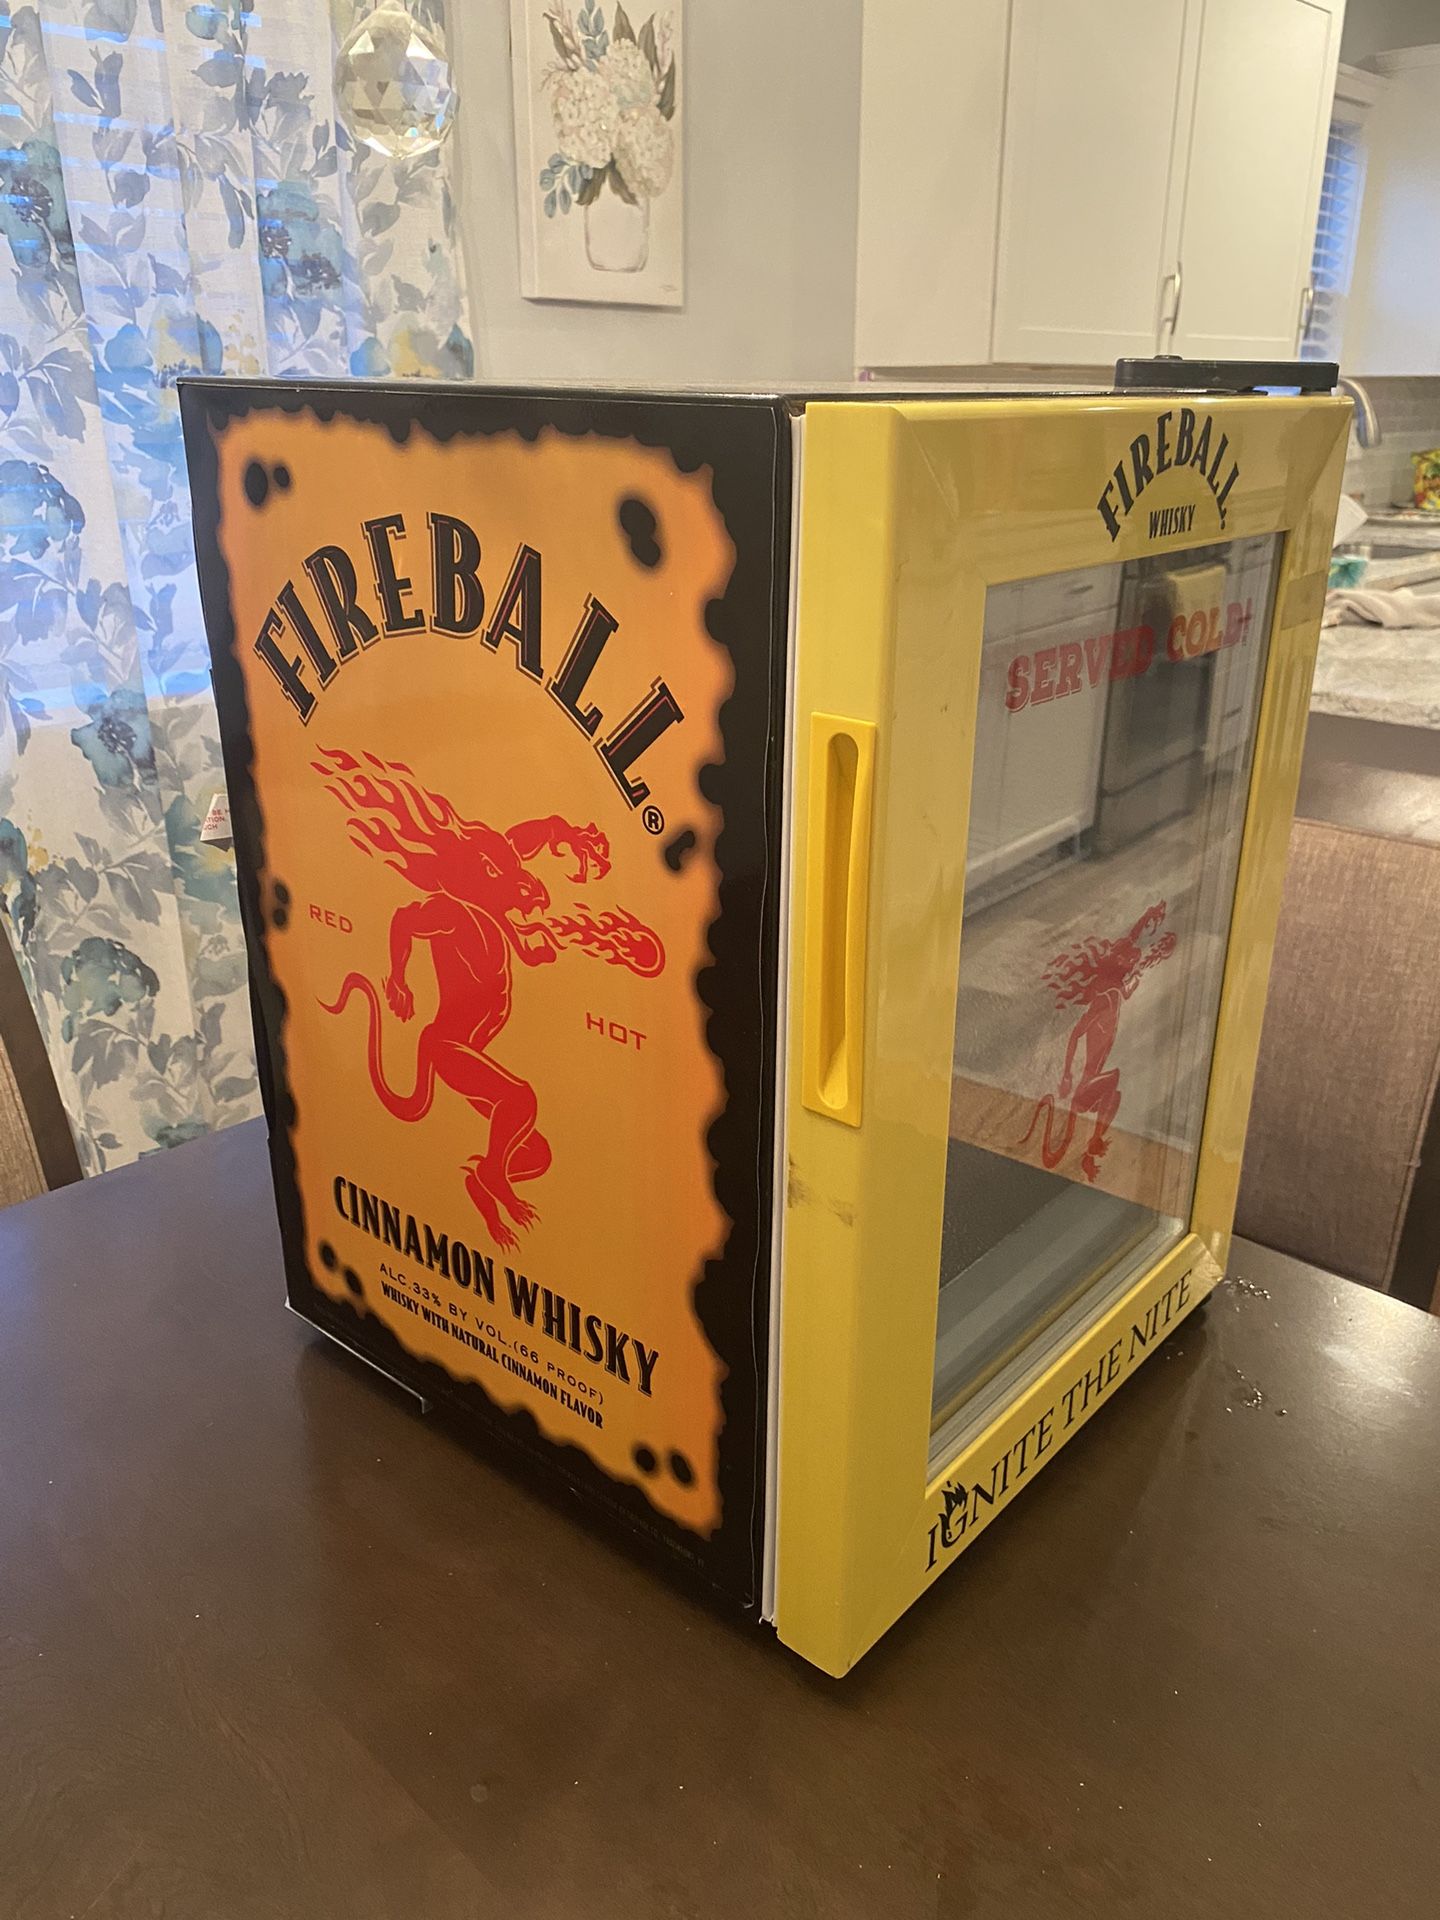 FIREBALL®
RED
HOT
CINNAMON WHISKY
ALC.33% BY VOL.(66 PROOF)
WHISKY WITH NATURAL CINNAMON FLAVOR
FIREBALL
WHISKY
SERVED COLD
IGNITE THE NITE